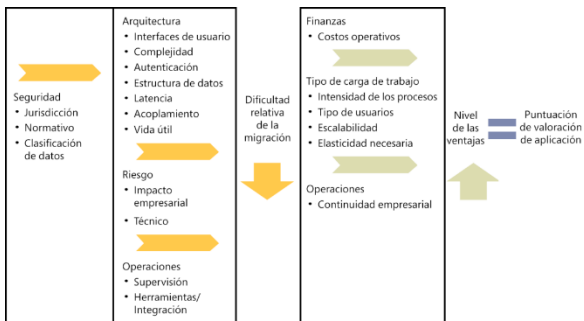 Seguridad
• Jurisdicción
• Normativo
• Clasificación
de datos
Arquitectura
• Interfaces de usuario
• Complejidad
• Autenticación
• Estructura de datos
• Latencia
• Acoplamiento
• Vida útil
Riesgo
• Impacto
empresarial
• Técnico
Operaciones
• Supervisión
• Herramientas/
Integración
Dificultad
relativa
de la
migración
Finanzas
• Costos operativos
Tipo de carga de trabajo
• Intensidad de los procesos
• Tipo de usuarios
• Escalabilidad
• Elasticidad necesaria
Operaciones
• Continuidad empresarial
Nivel
de las
ventajas
Puntuación
de valoración
de aplicación